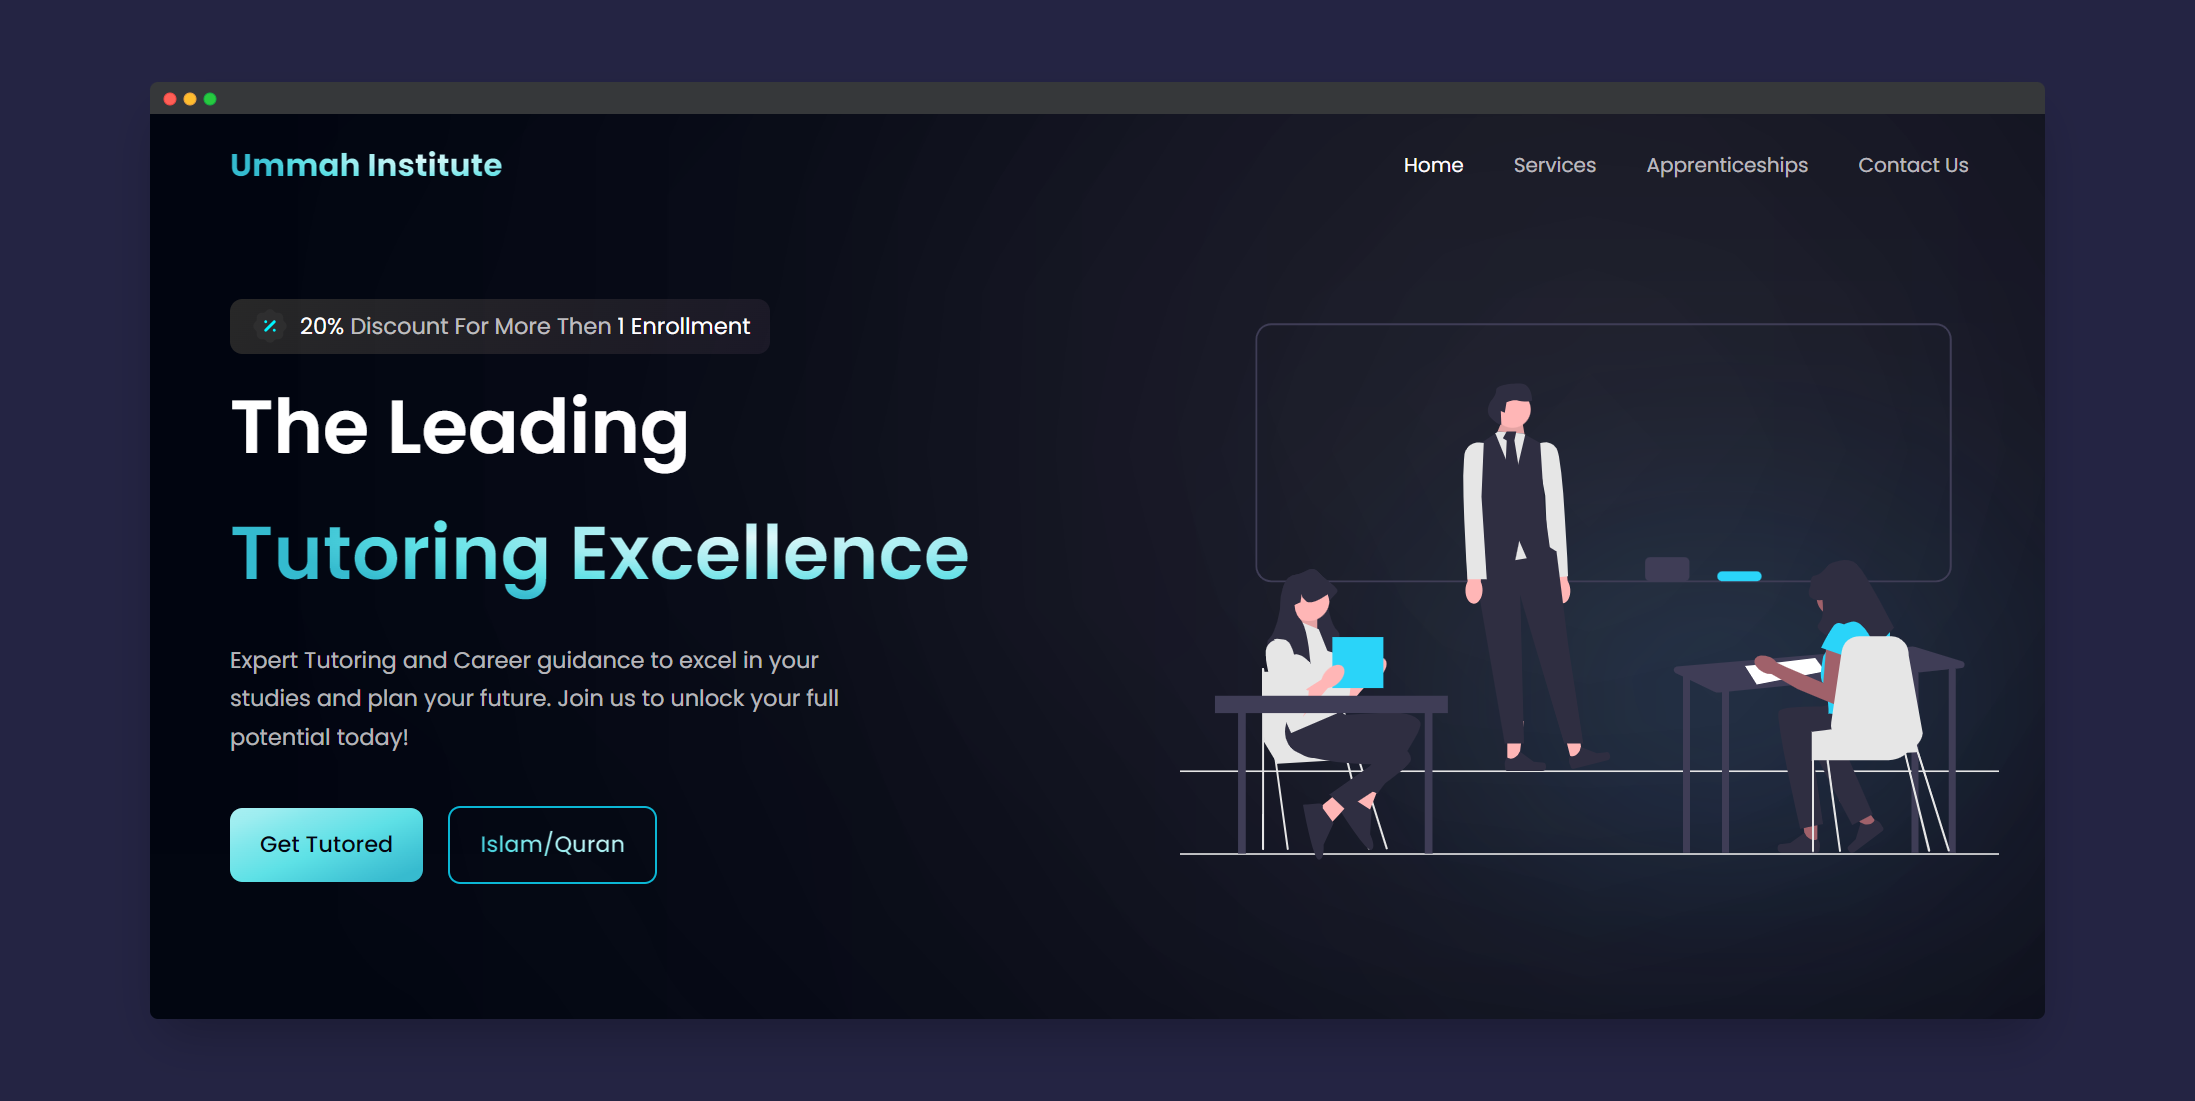 Ummah Institute
Home Services Apprenticeships Contact Us
20% Discount For More Then 1 Enrollment
The Leading
Tutoring Excellence
Expert Tutoring and Career guidance to excel in your
studies and plan your future. Join us to unlock your full
potential today!
Get Tutored Islam/Quran